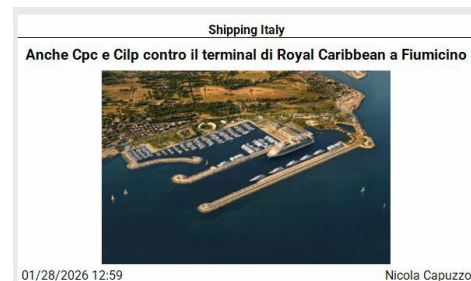 Shipping Italy
Anche Cpc e Cilp contro il terminal di Royal Caribbean a Fiumicino
01/28/2026 12:59
Nicola Capuzzo